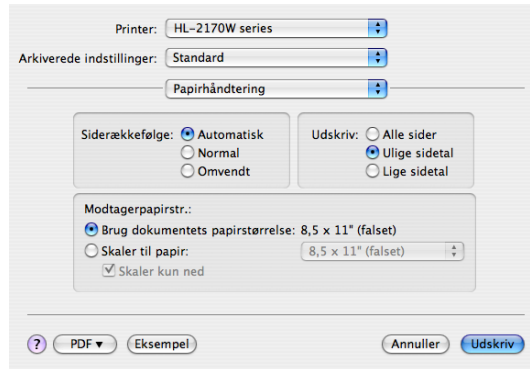 Printer: HL-2170W series
Arkiverede indstillinger: Standard
Papirhåndtering
Siderækkefølge: Automatisk
Normal
Omvendt
Udskriv: Alle sider
Ulige sidetal
Lige sidetal
Modtagerpapirstr.:
Brug dokumentets papirstørrelse: 8,5 x 11" (falset)
Skaler til papir: 8,5 x 11" (falset)
Skaler kun ned
? PDF ▼ Eksempel Annuller Udskriv